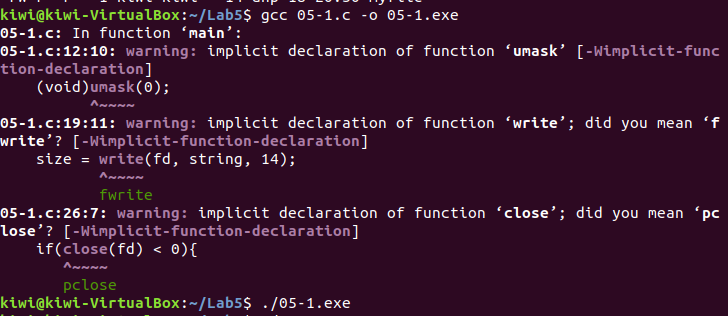 kiwi@kiwi-VirtualBox:~/Lab5$ gcc 05-1.c -o 05-1.exe
05-1.c: In function ‘main’:
05-1.c:12:10: warning: implicit declaration of function ‘umask’ [-Wimplicit-func
tion-declaration]
(void)umask(0);
^~~~~
05-1.c:19:11: warning: implicit declaration of function ‘write’; did you mean ‘f
write’? [-Wimplicit-function-declaration]
size = write(fd, string, 14);
^~~~~
fwrite
05-1.c:26:7: warning: implicit declaration of function ‘close’; did you mean ‘pc
lose’? [-Wimplicit-function-declaration]
if(close(fd) < 0){
^~~~~
pclose
kiwi@kiwi-VirtualBox:~/Lab5$ ./05-1.exe